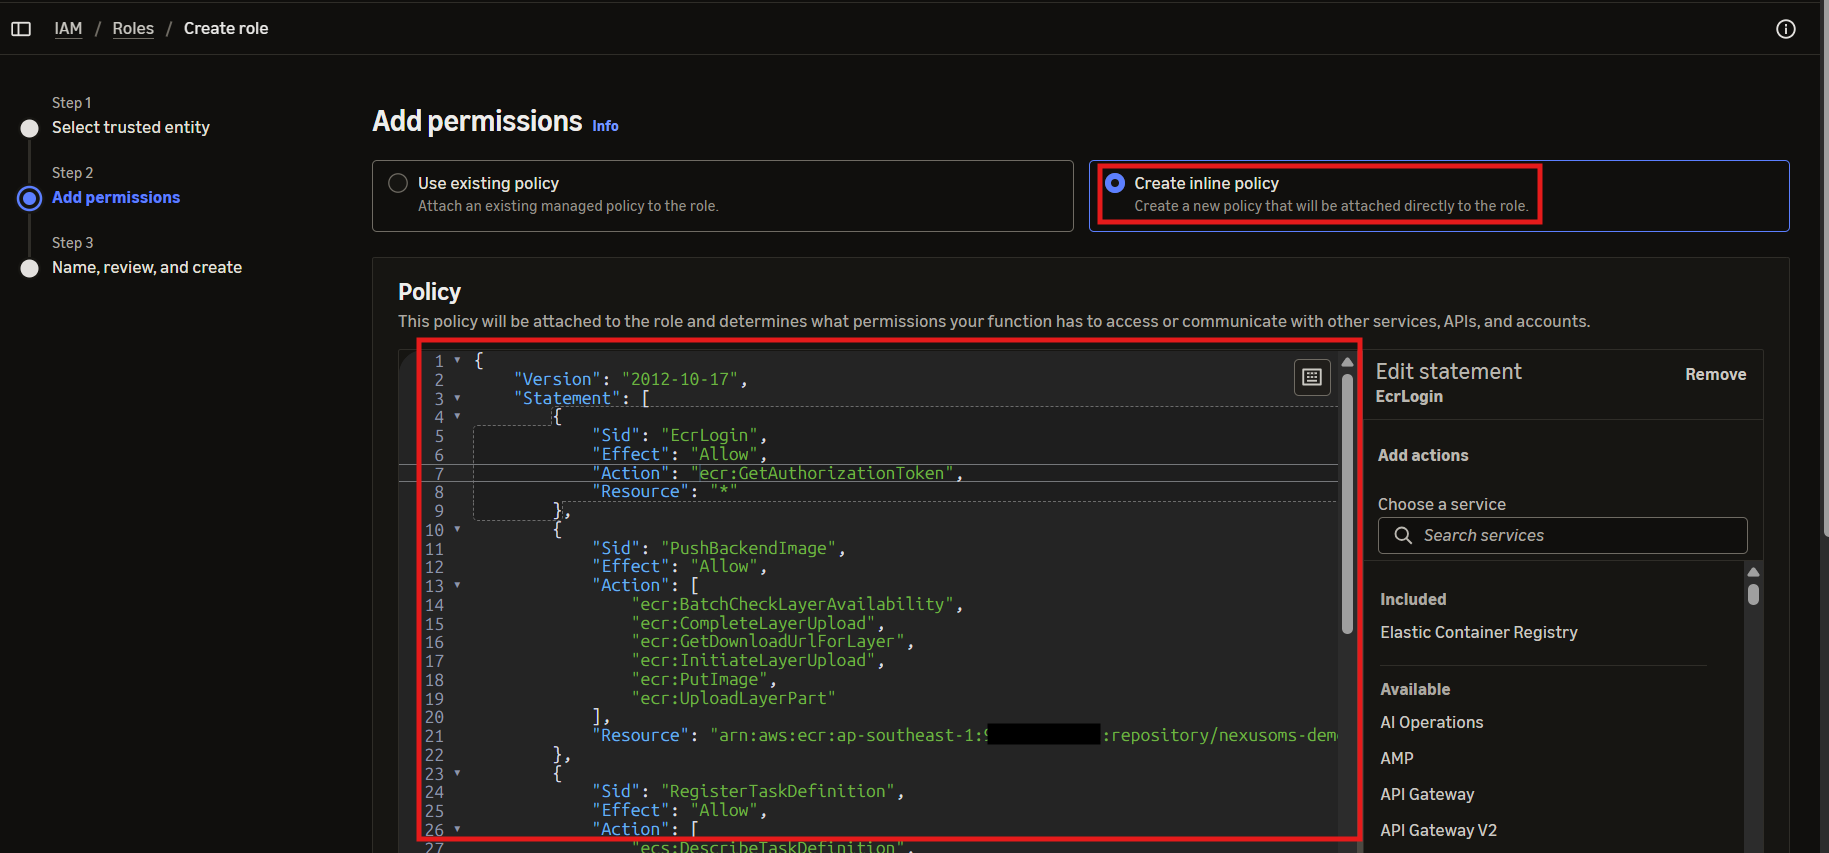 IAM / Roles / Create role
Step 1
Select trusted entity
Step 2
Add permissions
Step 3
Name, review, and create
Add permissions Info
Use existing policy
Attach an existing managed policy to the role.
Create inline policy
Create a new policy that will be attached directly to the role.
Policy
This policy will be attached to the role and determines what permissions your function has to access or communicate with other services, APIs, and accounts.
1 {
2 "Version": "2012-10-17",
3 "Statement": [
4 {
5 "Sid": "EcrLogin",
6 "Effect": "Allow",
7 "Action": "ecr:GetAuthorizationToken",
8 "Resource": "*"
9 },
10 {
11 "Sid": "PushBackendImage",
12 "Effect": "Allow",
13 "Action": [
14 "ecr:BatchCheckLayerAvailability",
15 "ecr:CompleteLayerUpload",
16 "ecr:GetDownloadUrlForLayer",
17 "ecr:InitiateLayerUpload",
18 "ecr:PutImage",
19 "ecr:UploadLayerPart"
20 ],
21 "Resource": "arn:aws:ecr:ap-southeast-1: :repository/nexusoms-dem
22 },
23 {
24 "Sid": "RegisterTaskDefinition",
25 "Effect": "Allow",
26 "Action": [
27 "ecs:DescribeTaskDefinition",
Edit statement
Remove
EcrLogin
Add actions
Choose a service
Search services
Included
Elastic Container Registry
Available
AI Operations
AMP
API Gateway
API Gateway V2